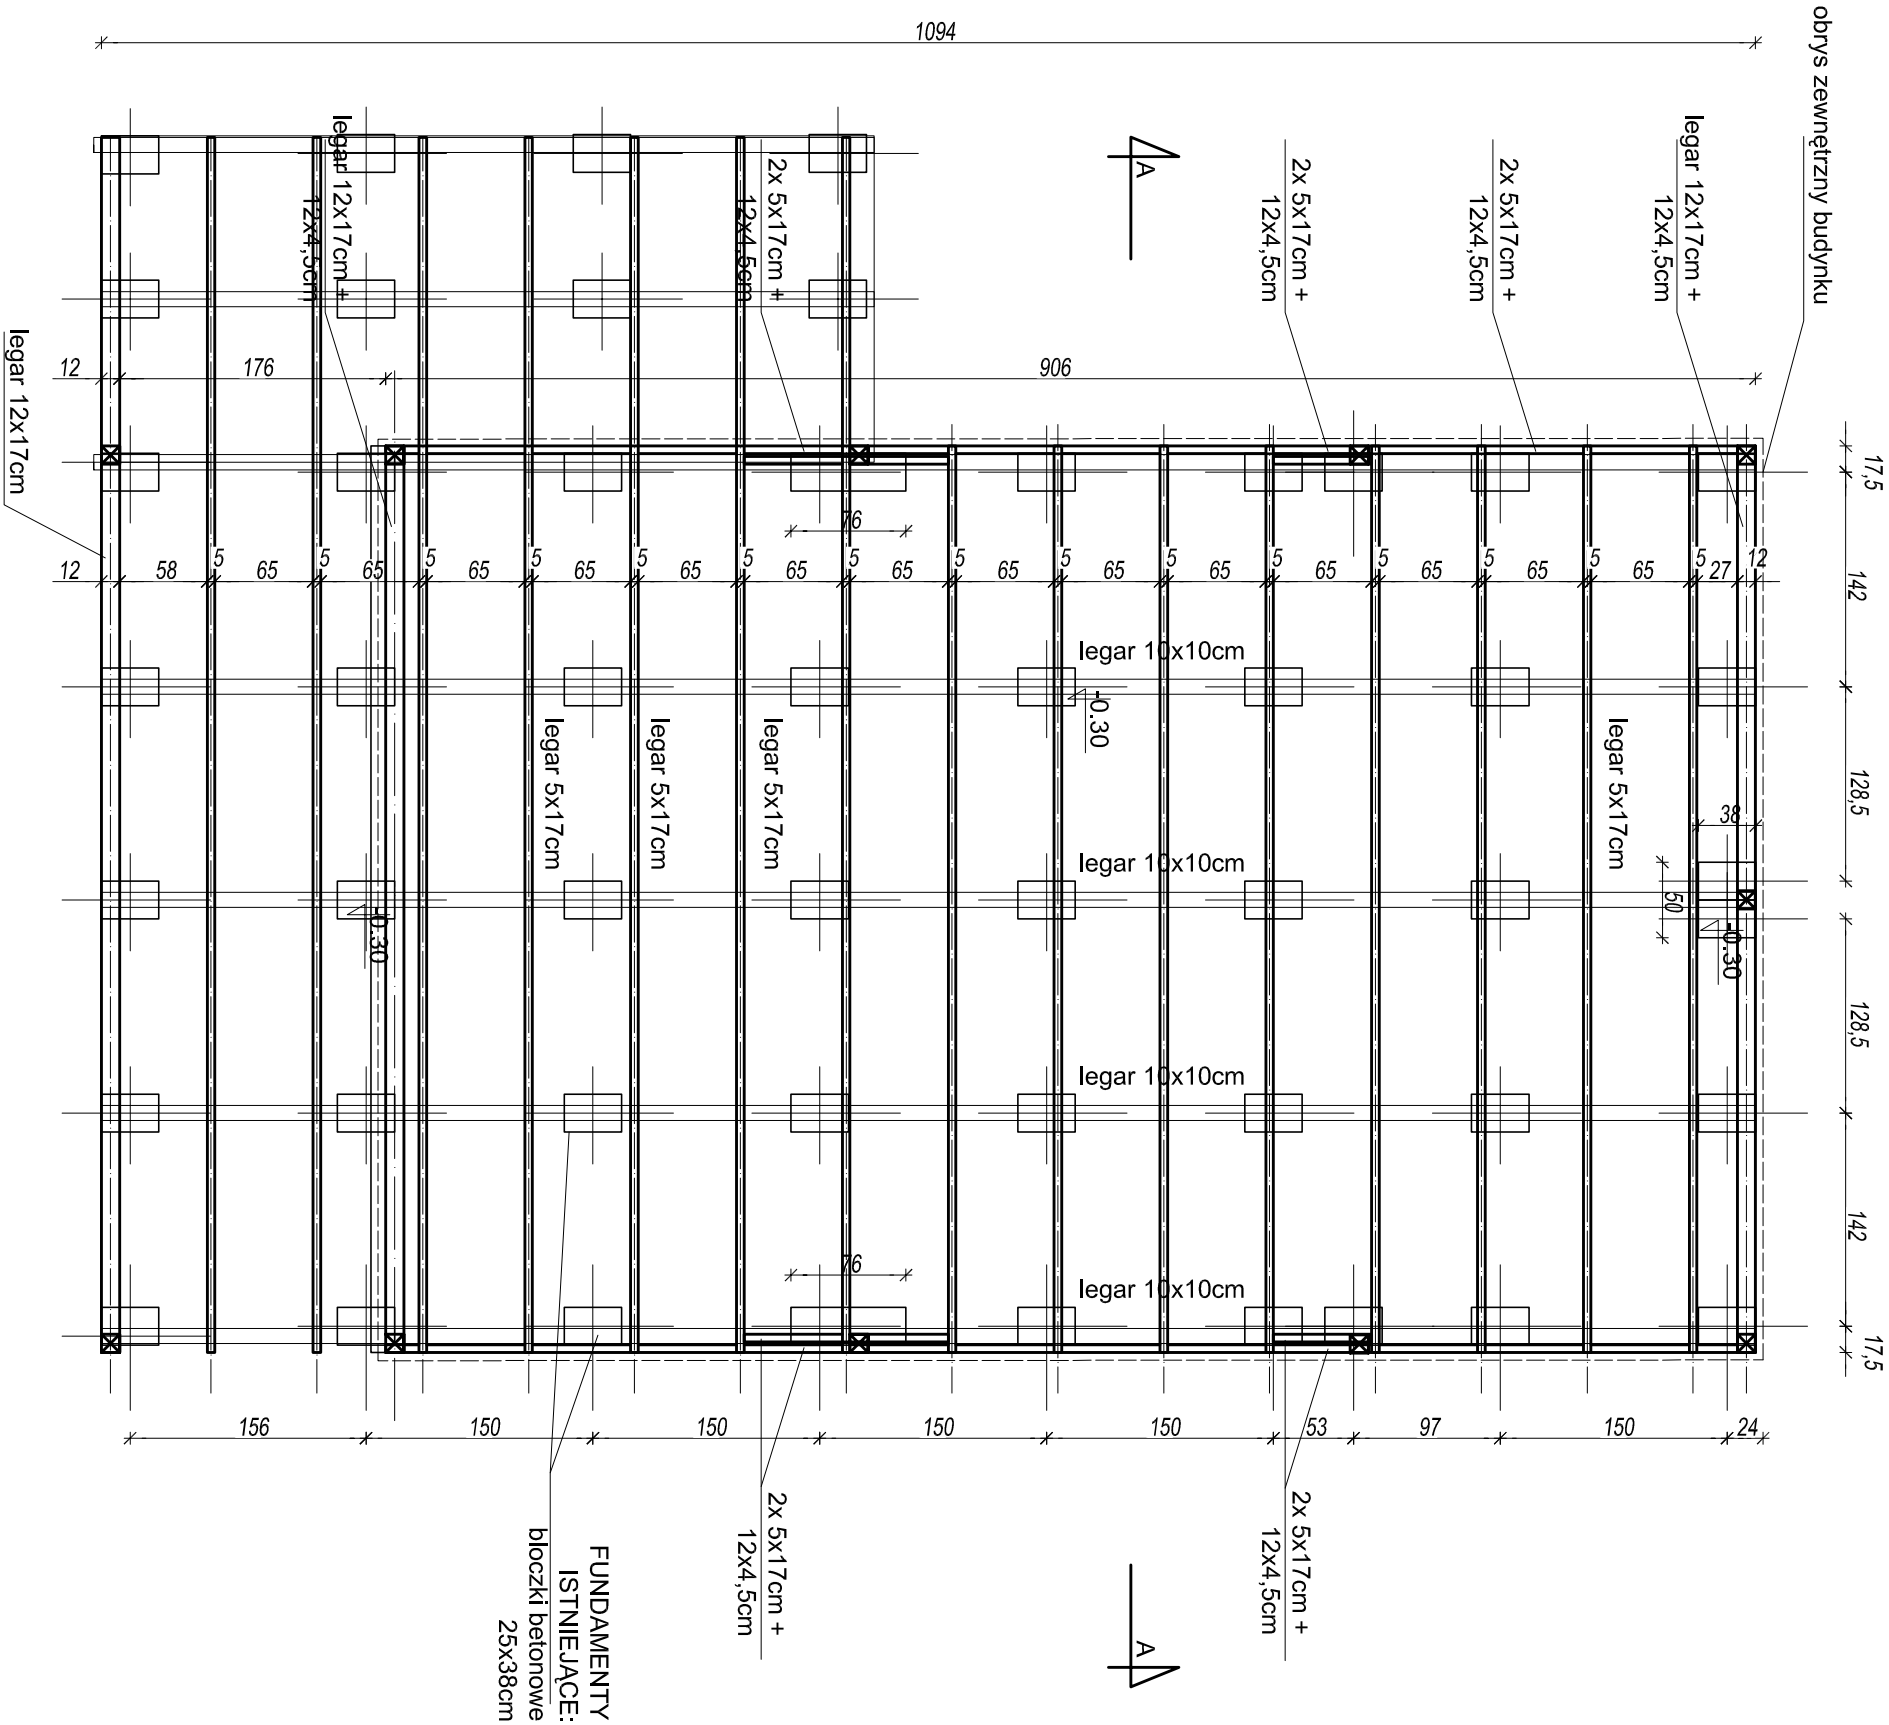 1094
obrys zewnętrzny budynku
legar 12x17cm +
12x4,5cm
2x 5x17cm +
12x4,5cm
2x 5x17cm +
12x4,5cm
A
2x 5x17cm +
12x4,5cm
legar 12x17cm +
12x4,5cm
legar 12x17cm
12
176
906
17,5
142
128,5
128,5
142
17,5
76
12
58
5
65
5
65
5
65
5
65
5
65
5
65
5
65
5
65
5
65
5
65
5
65
5
65
5
65
5
27
12
legar 10x10cm
-0.30
legar 5x17cm
legar 5x17cm
legar 5x17cm
legar 5x17cm
38
50
legar 10x10cm
-0.30
-0.30
legar 10x10cm
76
legar 10x10cm
156
150
150
150
150
53
97
150
24
2x 5x17cm +
12x4,5cm
2x 5x17cm +
12x4,5cm
FUNDAMENTY
ISTNIEJĄCE:
bloczki betonowe
25x38cm
A